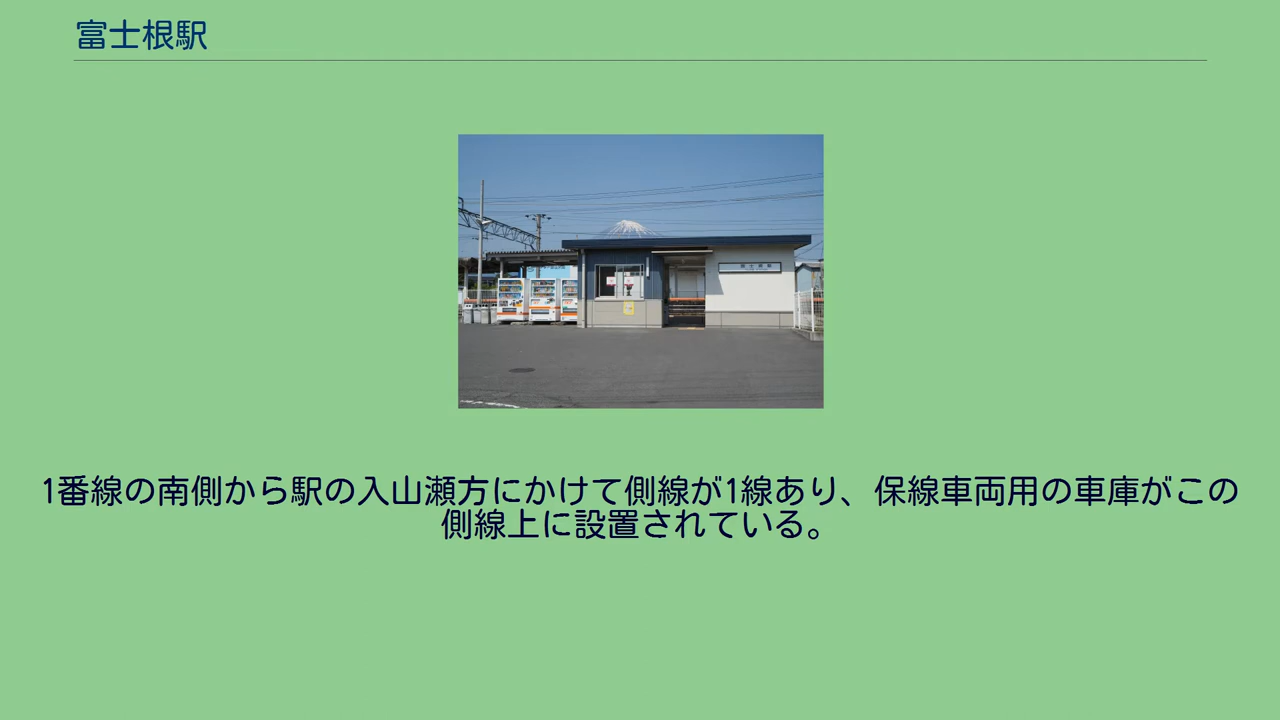 富士根駅
1番線の南側から駅の入山瀬方にかけて側線が1線あり、保線車両用の車庫がこの
側線上に設置されている。